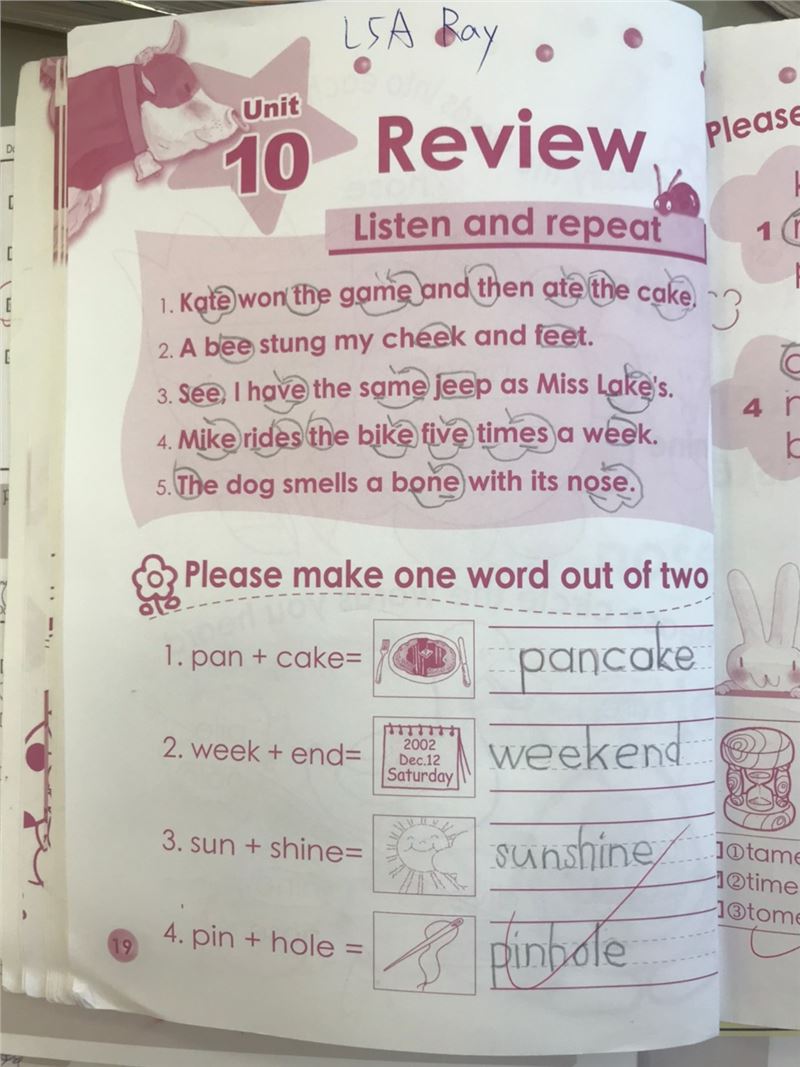 L5A Ray
Unit
10
Review
Listen and repeat
1. Kate won the game and then ate the cake.
2. A bee stung my cheek and feet.
3. See, I have the same jeep as Miss Lake's.
4. Mike rides the bike five times a week.
5. The dog smells a bone with its nose.
Please make one word out of two
1. pan + cake= pancake
2. week + end= 2002 Dec.12 Saturday weekend
3. sun + shine= sunshine
4. pin + hole = pinhole
19
Please
1
4
①tame
②time
③tome